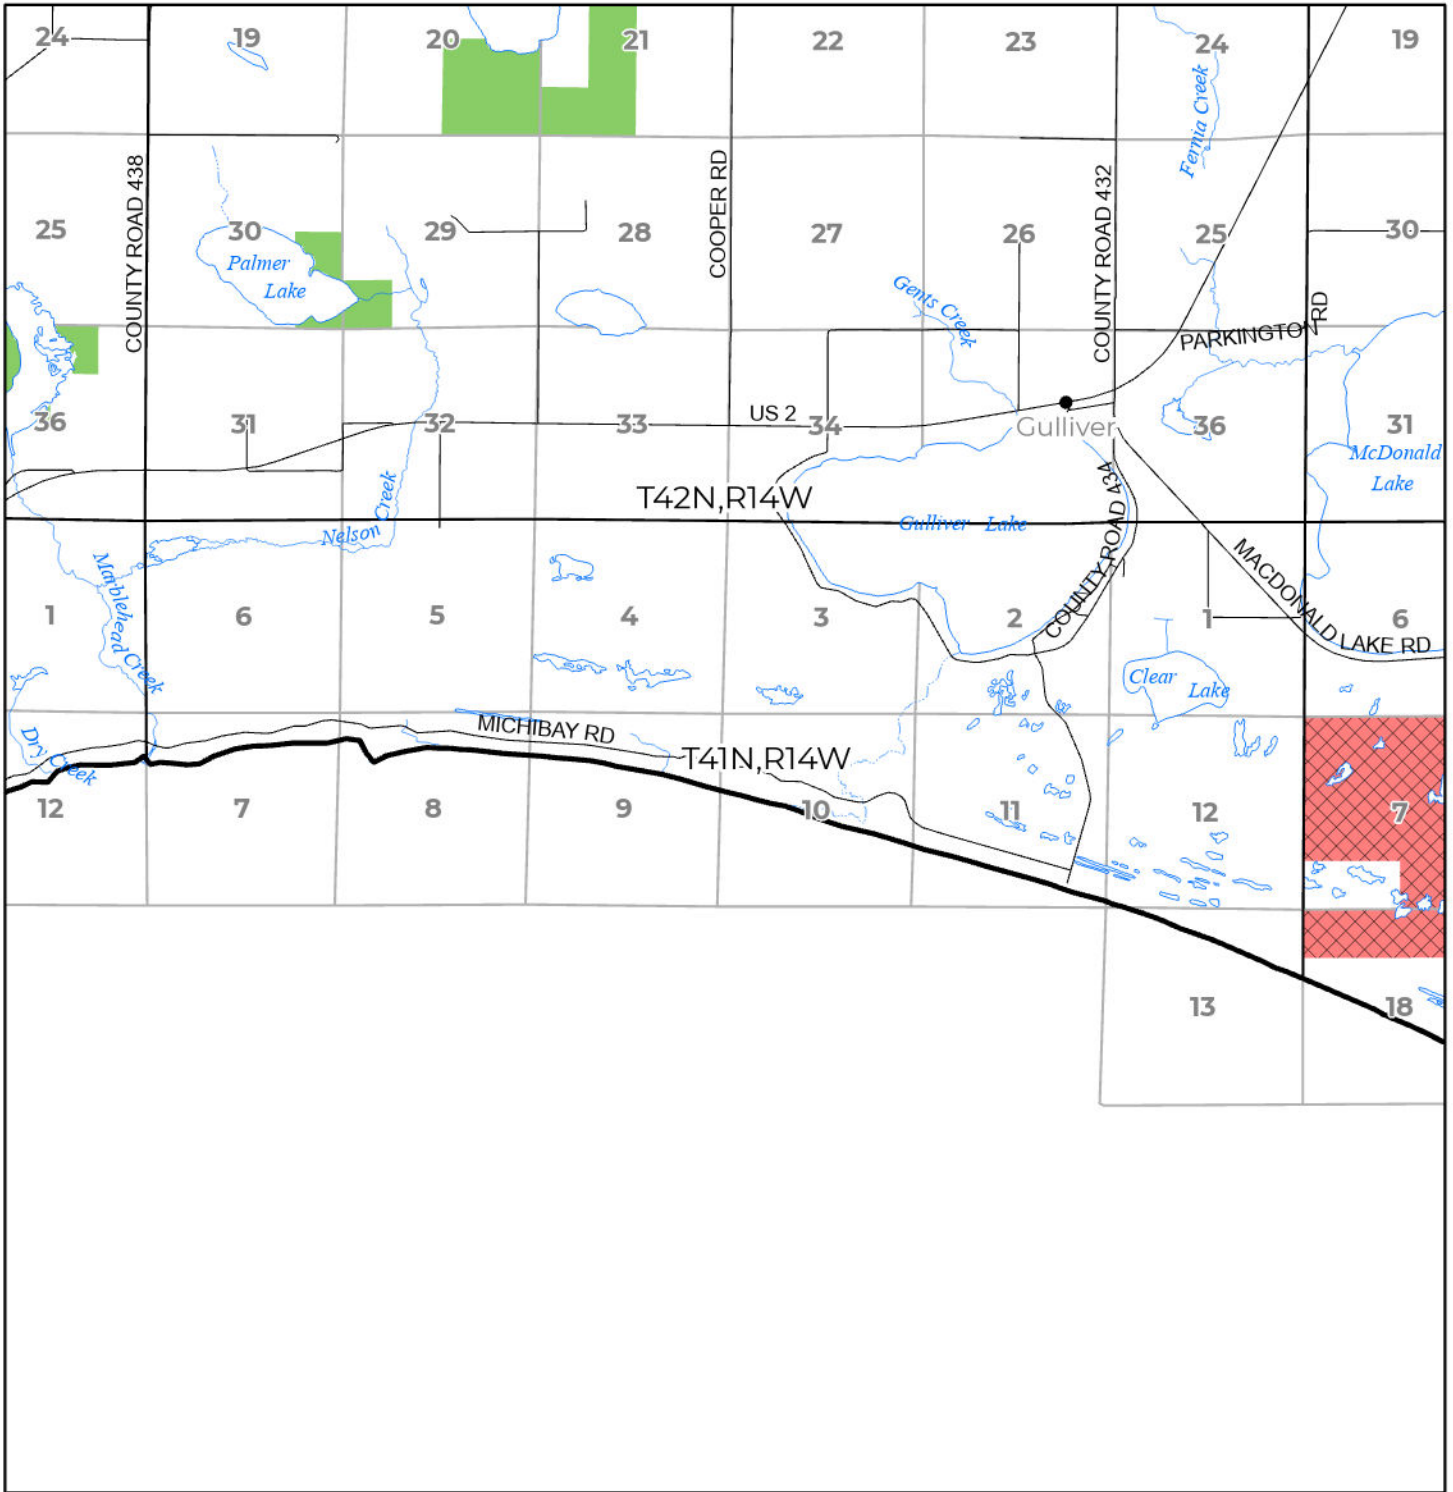 24
19
20
21
22
23
24
19
Fernia Creek
COUNTY ROAD 438
COOPER RD
COUNTY ROAD 432
25
30
29
28
27
26
25
30
Palmer
Lake
Gents Creek
PARKINGTON RD
36
31
32
33
US 2
34
Gulliver
36
31
McDonald
Lake
T42N,R14W
Nelson Creek
Gulliver Lake
COUNTY ROAD 434
MACDONALD LAKE RD
Marblehead Creek
1
6
5
4
3
2
1
6
Clear Lake
Dry Creek
MICHIBAY RD
T41N,R14W
12
7
8
9
10
11
12
7
13
18